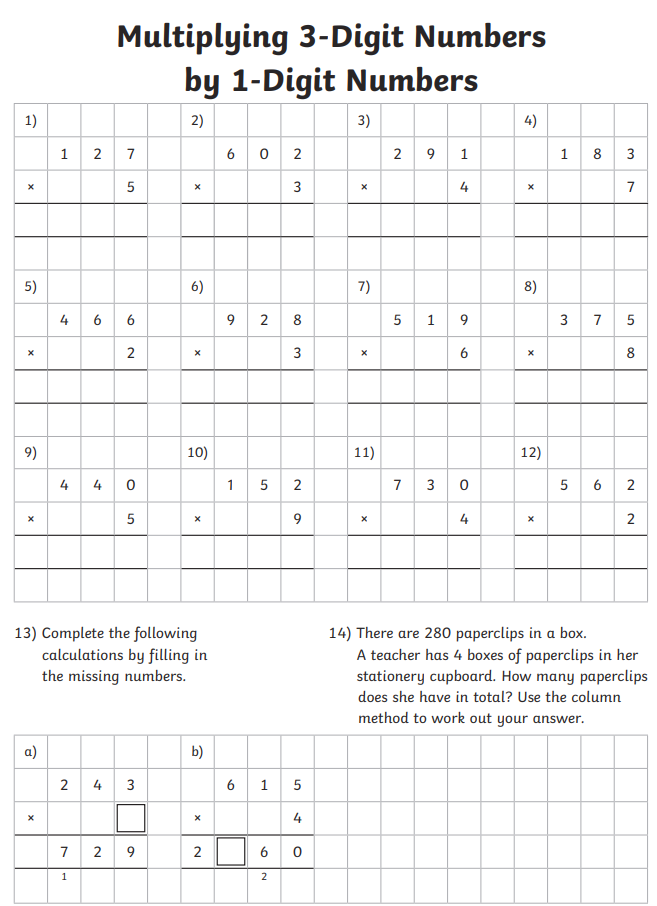 Multiplying 3-Digit Numbers
by 1-Digit Numbers
1) 2) 3) 4)
1 2 7 6 0 2 2 9 1 1 8 3
× 5 × 3 × 4 × 7
5) 6) 7) 8)
4 6 6 9 2 8 5 1 9 3 7 5
× 2 × 3 × 6 × 8
9) 10) 11) 12)
4 4 0 1 5 2 7 3 0 5 6 2
× 5 × 9 × 4 × 2
13) Complete the following
calculations by filling in
the missing numbers.
14) There are 280 paperclips in a box.
A teacher has 4 boxes of paperclips in her
stationery cupboard. How many paperclips
does she have in total? Use the column
method to work out your answer.
a) b)
2 4 3 6 1 5
× × 4
7 2 9 2 6 0
1 2